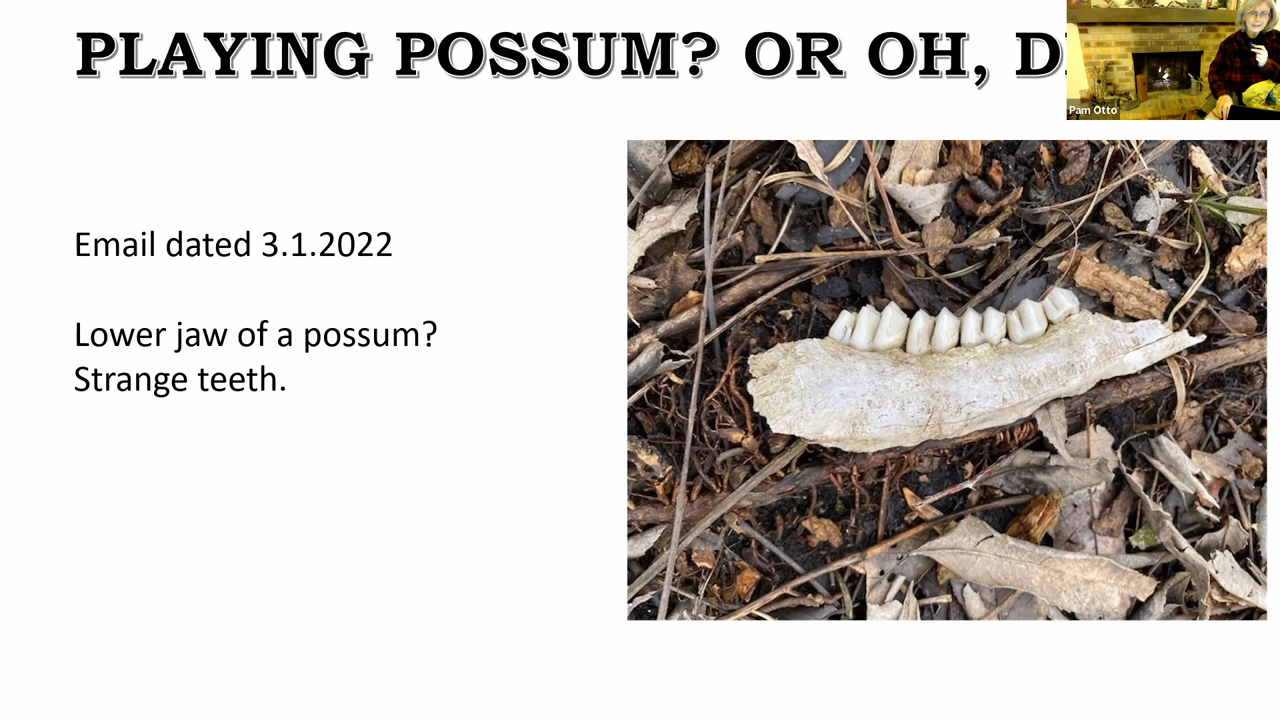 PLAYING POSSUM? OR OH,
Pam Otto
Email dated 3.1.2022
Lower jaw of a possum?
Strange teeth.